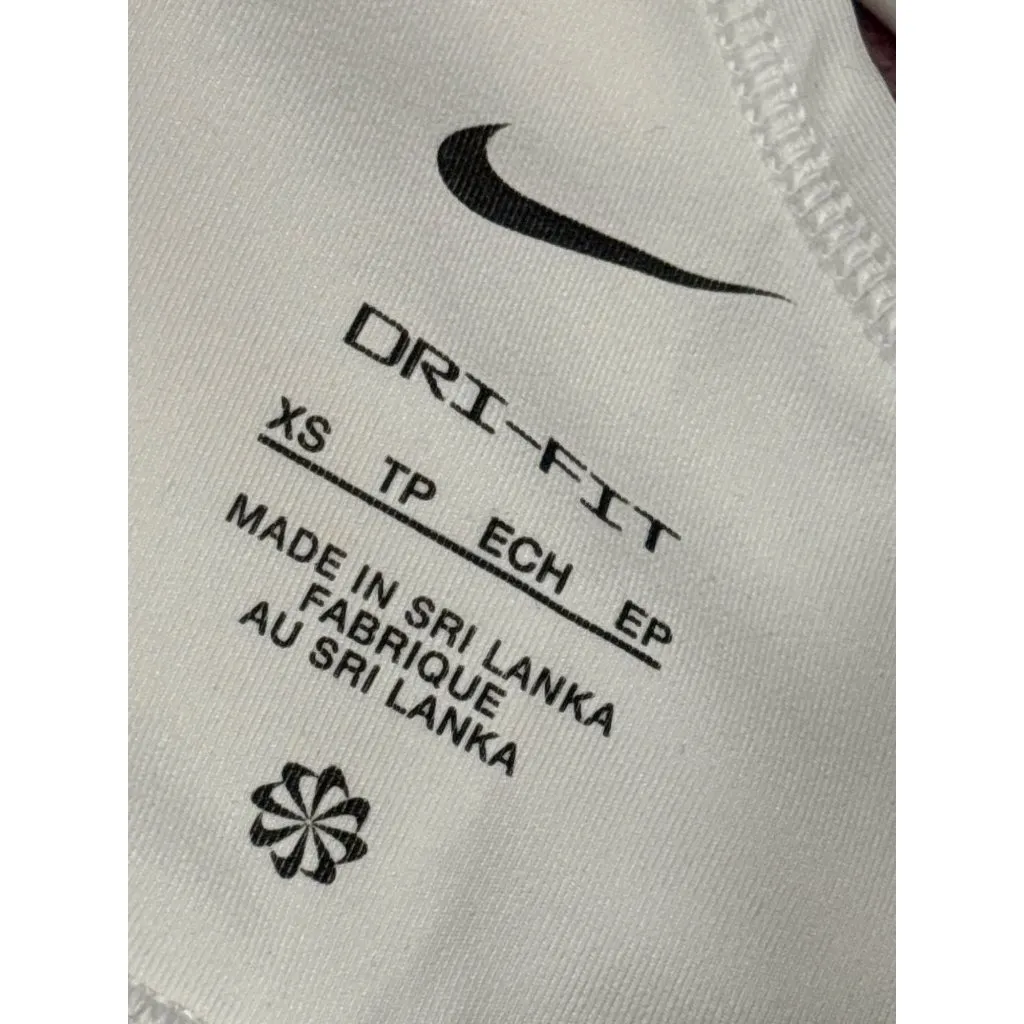 DRI-FIT
XS TP ECH EP
MADE IN SRI LANKA
FABRIQUE
AU SRI LANKA